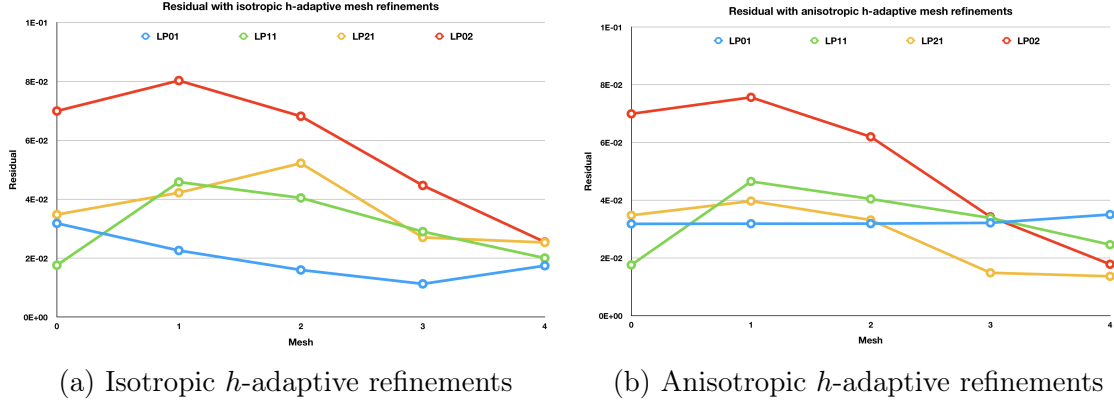 Residual with isotropic h-adaptive mesh refinements
1E-01
LP01 LP11 LP21 LP02
8E-02
6E-02
Residual
4E-02
2E-02
0E+00
0 1 2 3 4
Mesh
(a) Isotropic h-adaptive refinements
Residual with anisotropic h-adaptive mesh refinements
1E-01
LP01 LP11 LP21 LP02
8E-02
6E-02
Residual
4E-02
2E-02
0E+00
0 1 2 3 4
Mesh
(b) Anisotropic h-adaptive refinements